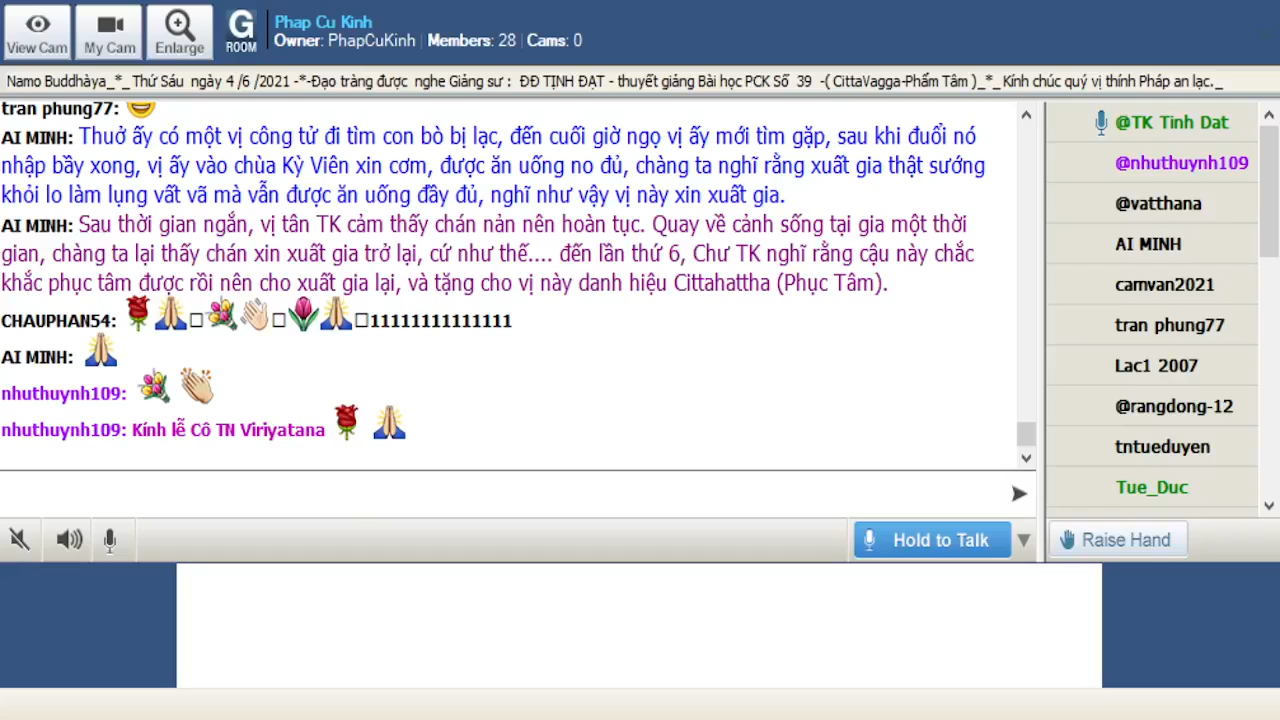 View Cam
My Cam
Enlarge
G
ROOM
Phap Cu Kinh
Owner: PhapCuKinh | Members: 28 | Cams: 0
Namo Buddhàya_*_Thứ Sáu ngày 4 /6 /2021 -*-Đạo tràng được nghe Giảng sư : ĐĐ TỊNH ĐẠT - thuyết giảng Bài học PCK Số 39 -( CittaVagga-Phẩm Tâm )_*_Kính chúc quý vị thính Pháp an lạc._
tran phung77:
AI MINH: Thuở ấy có một vị công tử đi tìm con bò bị lạc, đến cuối giờ ngọ vị ấy mới tìm gặp, sau khi đuổi nó
nhập bầy xong, vị ấy vào chùa Kỳ Viên xin cơm, được ăn uống no đủ, chàng ta nghĩ rằng xuất gia thật sướng
khỏi lo làm lụng vất vã mà vẫn được ăn uống đầy đủ, nghĩ như vậy vị này xin xuất gia.
AI MINH: Sau thời gian ngắn, vị tân TK cảm thấy chán nản nên hoàn tục. Quay về cảnh sống tại gia một thời
gian, chàng ta lại thấy chán xin xuất gia trở lại, cứ như thế.... đến lần thứ 6, Chư TK nghĩ rằng cậu này chắc
khắc phục tâm được rồi nên cho xuất gia lại, và tặng cho vị này danh hiệu Cittahattha (Phục Tâm).
CHAUPHAN54: 11111111111111
AI MINH:
nhuthuynh109:
nhuthuynh109: Kính lễ Cô TN Viriyatana
@TK Tinh Dat
@nhuthuynh109
@vatthana
AI MINH
camvan2021
tran phung77
Lac1 2007
@rangdong-12
tntueduyen
Tue_Duc
Hold to Talk
Raise Hand